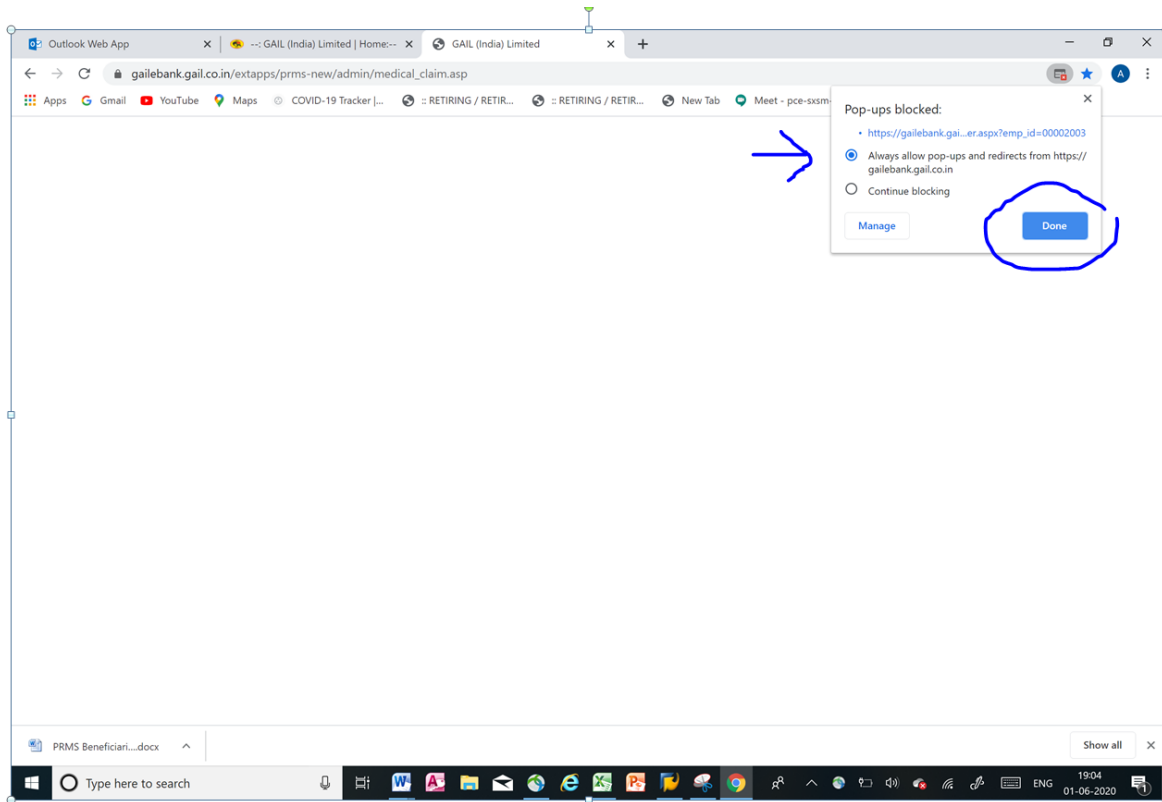 Outlook Web App
--: GAIL (India) Limited | Home:--
GAIL (India) Limited
gailebank.gail.co.in/extapps/prms-new/admin/medical_claim.asp
A
Apps
Gmail
YouTube
Maps
COVID-19 Tracker |...
:: RETIRING / RETIR...
:: RETIRING / RETIR...
New Tab
Meet - pce-sxsm-
Pop-ups blocked:
• https://gailebank.gai...er.aspx?emp_id=00002003
Always allow pop-ups and redirects from https://
gailebank.gail.co.in
Continue blocking
Manage
Done
PRMS Beneficiari....docx
Show all
Type here to search
ENG
19:04
01-06-2020
1